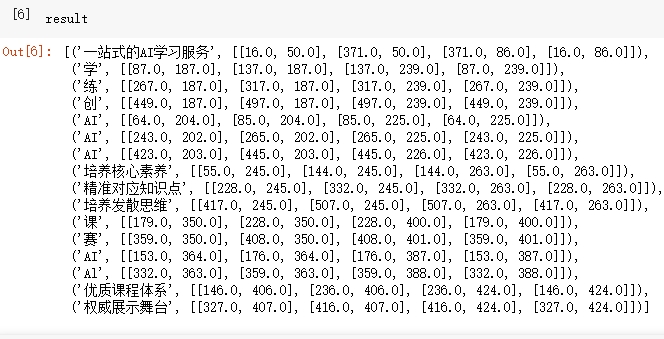 [6] result
Out[6]: [('一站式的AI学习服务', [[16.0, 50.0], [371.0, 50.0], [371.0, 86.0], [16.0, 86.0]]),
('学', [[87.0, 187.0], [137.0, 187.0], [137.0, 239.0], [87.0, 239.0]]),
('练', [[267.0, 187.0], [317.0, 187.0], [317.0, 239.0], [267.0, 239.0]]),
('创', [[449.0, 187.0], [497.0, 187.0], [497.0, 239.0], [449.0, 239.0]]),
('AI', [[64.0, 204.0], [85.0, 204.0], [85.0, 225.0], [64.0, 225.0]]),
('AI', [[243.0, 202.0], [265.0, 202.0], [265.0, 225.0], [243.0, 225.0]]),
('AI', [[423.0, 203.0], [445.0, 203.0], [445.0, 226.0], [423.0, 226.0]]),
('培养核心素养', [[55.0, 245.0], [144.0, 245.0], [144.0, 263.0], [55.0, 263.0]]),
('精准对应知识点', [[228.0, 245.0], [332.0, 245.0], [332.0, 263.0], [228.0, 263.0]]),
('培养发散思维', [[417.0, 245.0], [507.0, 245.0], [507.0, 263.0], [417.0, 263.0]]),
('课', [[179.0, 350.0], [228.0, 350.0], [228.0, 400.0], [179.0, 400.0]]),
('赛', [[359.0, 350.0], [408.0, 350.0], [408.0, 401.0], [359.0, 401.0]]),
('AI', [[153.0, 364.0], [176.0, 364.0], [176.0, 387.0], [153.0, 387.0]]),
('Al', [[332.0, 363.0], [359.0, 363.0], [359.0, 388.0], [332.0, 388.0]]),
('优质课程体系', [[146.0, 406.0], [236.0, 406.0], [236.0, 424.0], [146.0, 424.0]]),
('权威展示舞台', [[327.0, 407.0], [416.0, 407.0], [416.0, 424.0], [327.0, 424.0]])]